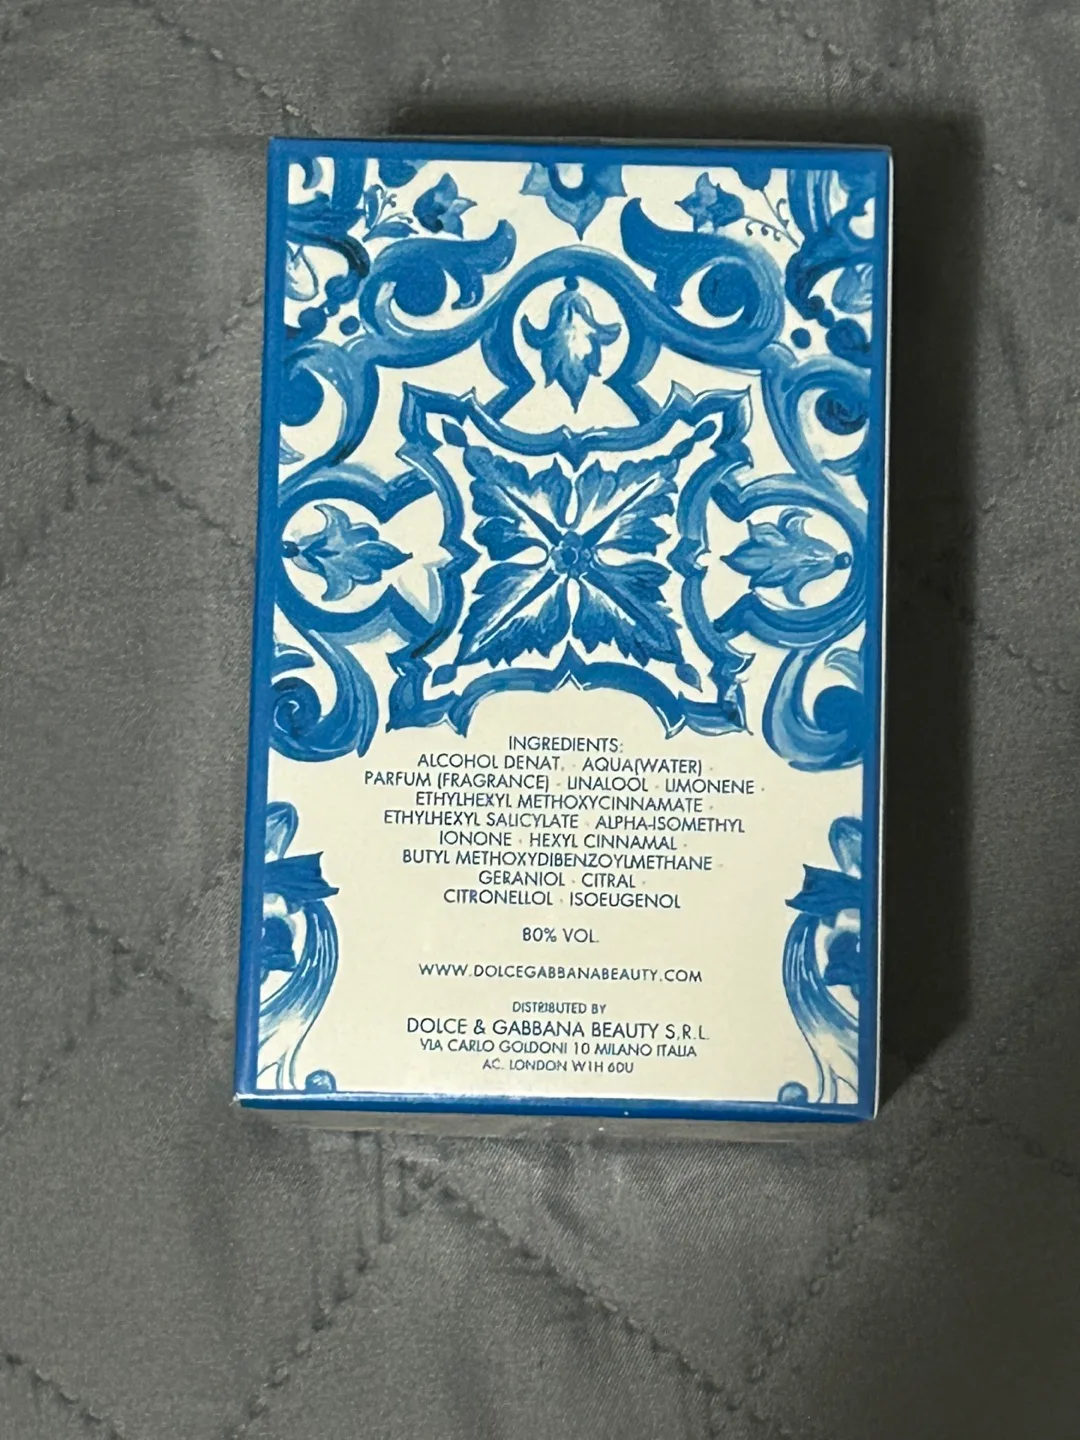 INGREDIENTS:
ALCOHOL DENAT. · AQUA(WATER) ·
PARFUM (FRAGRANCE) · LINALOOL · LIMONENE ·
ETHYLHEXYL METHOXYCINNAMATE ·
ETHYLHEXYL SALICYLATE · ALPHA-ISOMETHYL
IONONE · HEXYL CINNAMAL ·
BUTYL METHOXYDIBENZOYLMETHANE ·
GERANIOL · CITRAL ·
CITRONELLOL · ISOEUGENOL
80% VOL.
WWW.DOLCEGABBANABEAUTY.COM
DISTRIBUTED BY
DOLCE & GABBANA BEAUTY S.R.L.
VIA CARLO GOLDONI 10 MILANO ITALIA
AC. LONDON W1H 6DU